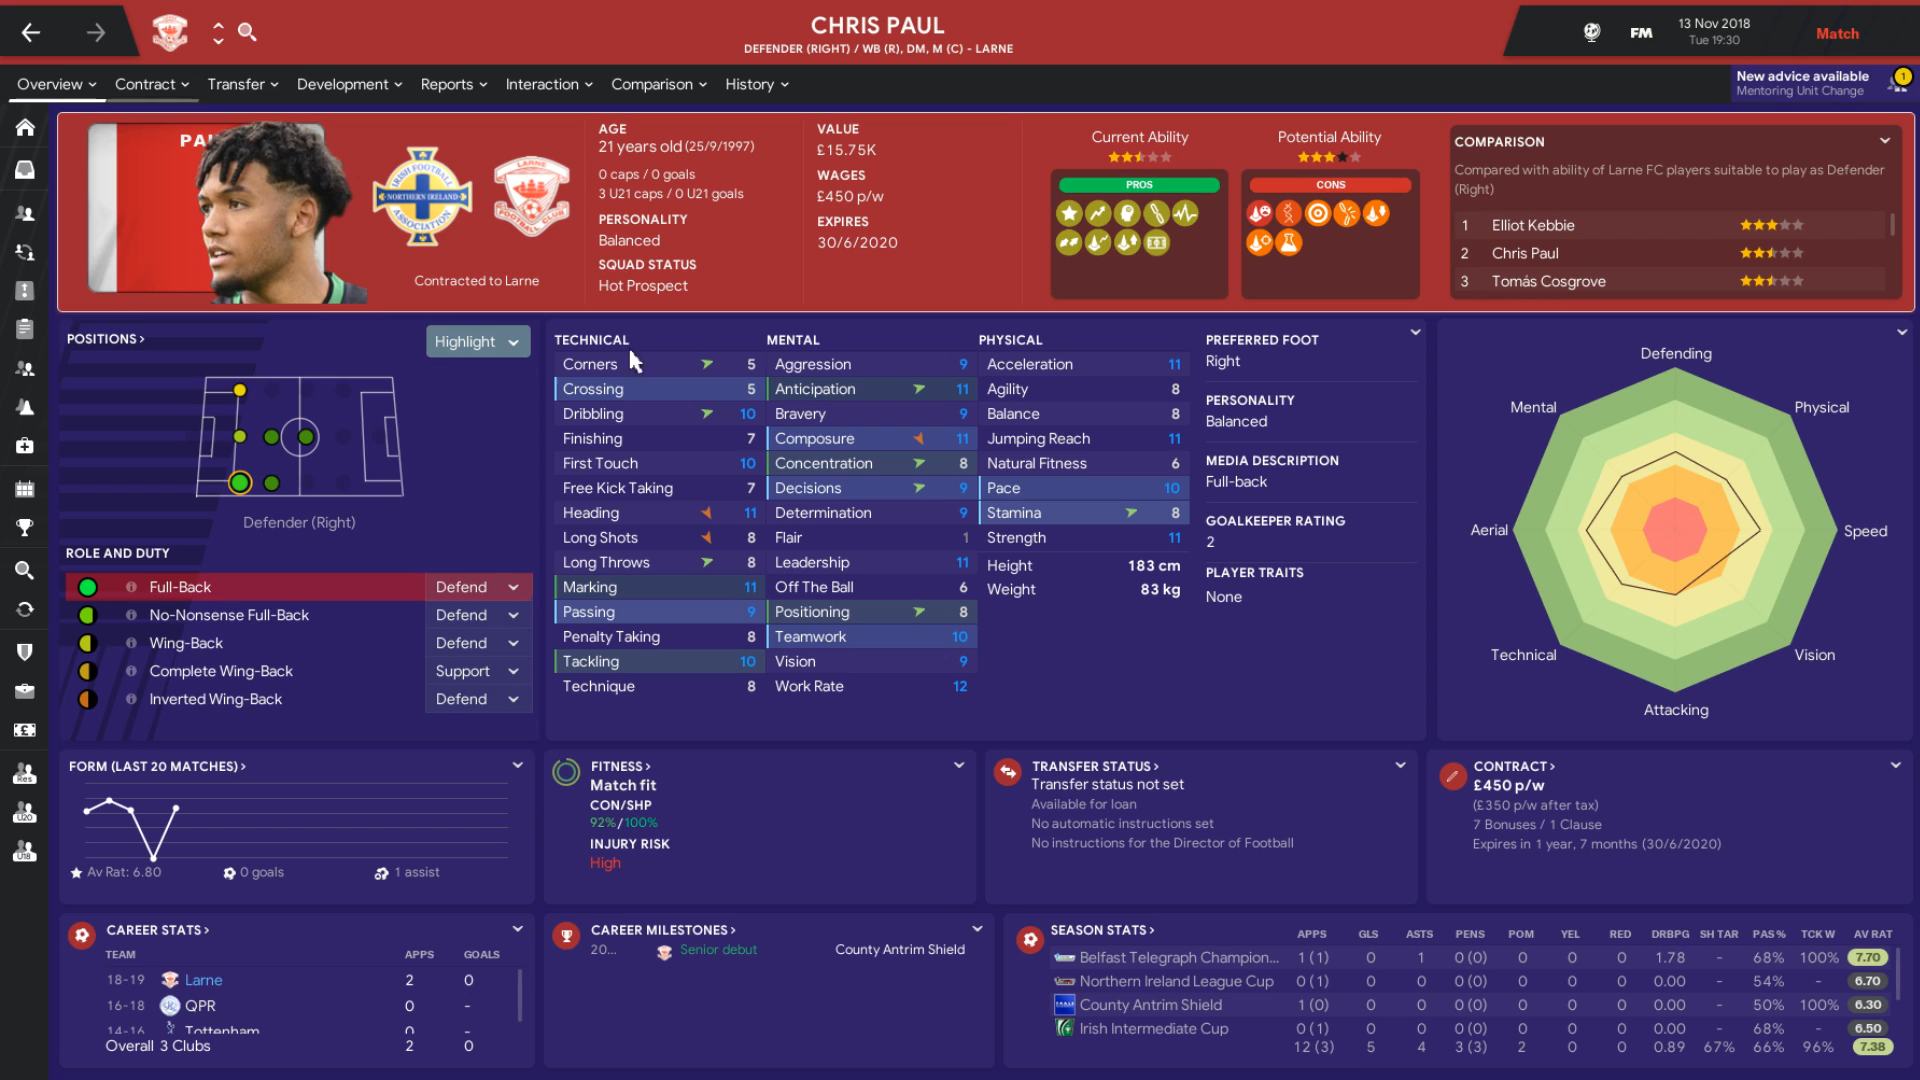 CHRIS PAUL
DEFENDER (RIGHT) / WB (R), DM, M (C) - LARNE
FM
13 Nov 2018
Tue 19:30
Match
Overview
Contract
Transfer
Development
Reports
Interaction
Comparison
History
New advice available
Mentoring Unit Change
1
IRISH FOOTBALL
NORTHERN IRELAND
ASSOCIATION
LARNE
FOOTBALL CLUB
Contracted to Larne
AGE
21 years old (25/9/1997)
0 caps / 0 goals
3 U21 caps / 0 U21 goals
PERSONALITY
Balanced
SQUAD STATUS
Hot Prospect
VALUE
£15.75K
WAGES
£450 p/w
EXPIRES
30/6/2020
Current Ability
PROS
Potential Ability
CONS
COMPARISON
Compared with ability of Larne FC players suitable to play as Defender
(Right)
1 Elliot Kebbie
2 Chris Paul
3 Tomás Cosgrove
POSITIONS
Highlight
Defender (Right)
ROLE AND DUTY
Full-Back Defend
No-Nonsense Full-Back Defend
Wing-Back Defend
Complete Wing-Back Support
Inverted Wing-Back Defend
TECHNICAL
Corners 5
Crossing 5
Dribbling 10
Finishing 7
First Touch 10
Free Kick Taking 7
Heading 11
Long Shots 8
Long Throws 8
Marking 11
Passing 9
Penalty Taking 8
Tackling 10
Technique 8
MENTAL
Aggression 9
Anticipation 11
Bravery 9
Composure 11
Concentration 8
Decisions 9
Determination 9
Flair 1
Leadership 11
Off The Ball 6
Positioning 8
Teamwork 10
Vision 9
Work Rate 12
PHYSICAL
Acceleration 11
Agility 8
Balance 8
Jumping Reach 11
Natural Fitness 6
Pace 10
Stamina 8
Strength 11
Height 183 cm
Weight 83 kg
PREFERRED FOOT
Right
PERSONALITY
Balanced
MEDIA DESCRIPTION
Full-back
GOALKEEPER RATING
2
PLAYER TRAITS
None
Defending
Mental
Physical
Aerial
Speed
Technical
Vision
Attacking
FORM (LAST 20 MATCHES)
Av Rat: 6.80
0 goals
1 assist
FITNESS
Match fit
CON/SHP
92%/100%
INJURY RISK
High
TRANSFER STATUS
Transfer status not set
Available for loan
No automatic instructions set
No instructions for the Director of Football
CONTRACT
£450 p/w
(£350 p/w after tax)
7 Bonuses / 1 Clause
Expires in 1 year, 7 months (30/6/2020)
Res
U20
U18
CAREER STATS
TEAM APPS GOALS
18-19 Larne 2 0
16-18 QPR 0 -
14-16 Tottenham 0 -
Overall 3 Clubs 2 0
CAREER MILESTONES
20... Senior debut County Antrim Shield
SEASON STATS
APPS GLS ASTS PENS POM YEL RED DRBPG SH TAR PAS% TCK W AV RAT
Belfast Telegraph Champion... 1 (1) 0 1 0 (0) 0 0 0 1.78 - 68% 100% 7.70
Northern Ireland League Cup 0 (1) 0 0 0 (0) 0 0 0 0.00 - 54% - 6.70
County Antrim Shield 1 (0) 0 0 0 (0) 0 0 0 0.00 - 50% 100% 6.30
Irish Intermediate Cup 0 (1) 0 0 0 (0) 0 0 0 0.00 - 68% - 6.50
12 (3) 5 4 3 (3) 2 0 0 0.89 67% 66% 96% 7.38